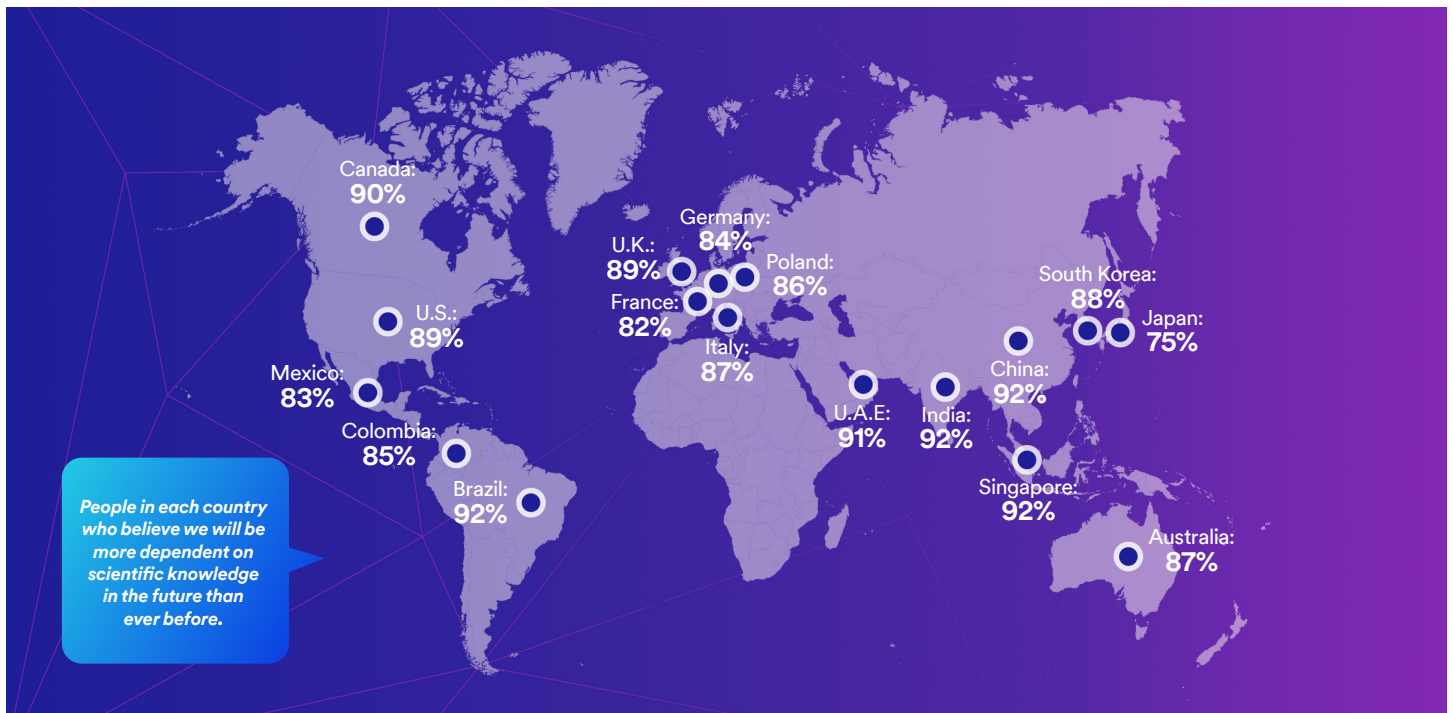 Canada:
90%
Germany:
84%
U.K.:
89%
Poland:
86%
South Korea:
88%
France:
82%
U.S.:
89%
Japan:
75%
Italy:
87%
China:
92%
Mexico:
83%
U.A.E:
91%
India:
92%
Colombia:
85%
Brazil:
92%
Singapore:
92%
Australia:
87%
People in each country
who believe we will be
more dependent on
scientific knowledge
in the future than
ever before.